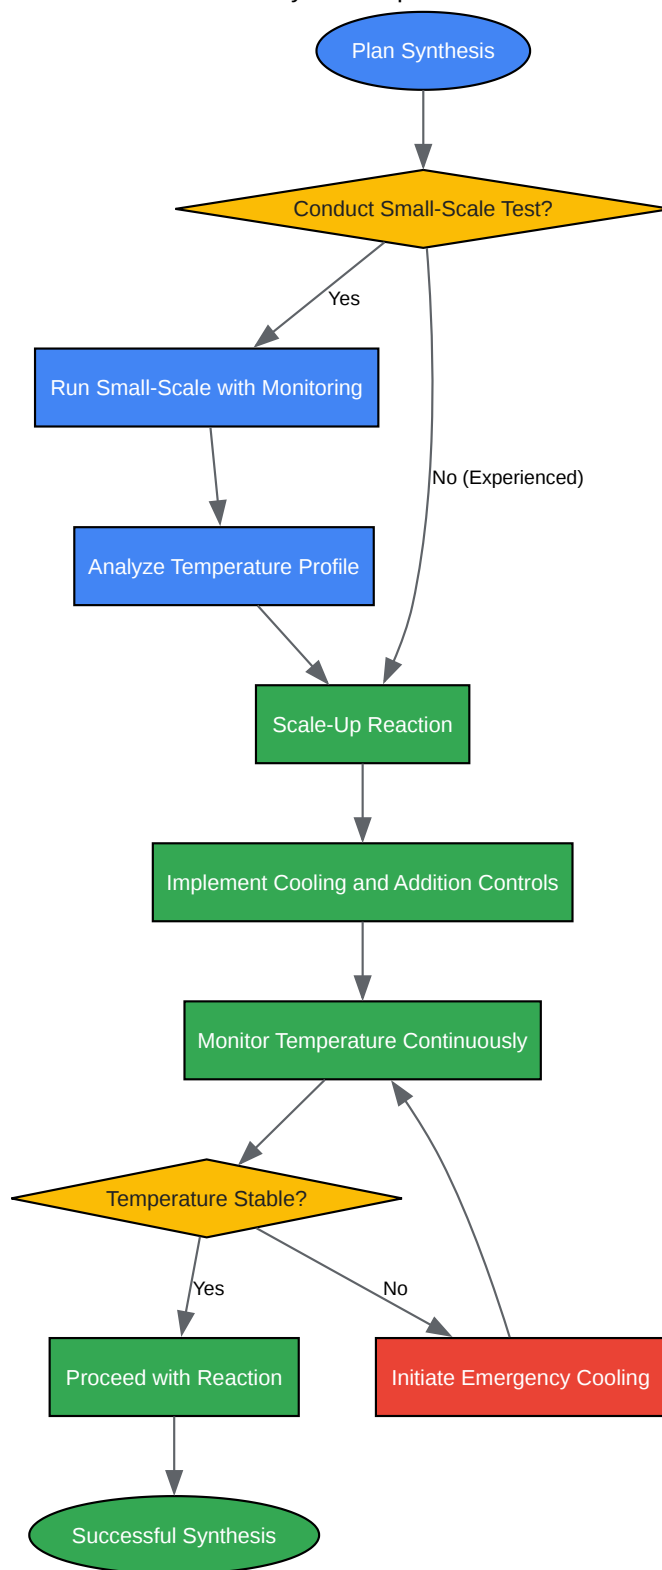 Plan Synthesis
Conduct Small-Scale Test?
Yes
Run Small-Scale with Monitoring
No (Experienced)
Analyze Temperature Profile
Scale-Up Reaction
Implement Cooling and Addition Controls
Monitor Temperature Continuously
Temperature Stable?
Yes
No
Proceed with Reaction
Initiate Emergency Cooling
Successful Synthesis